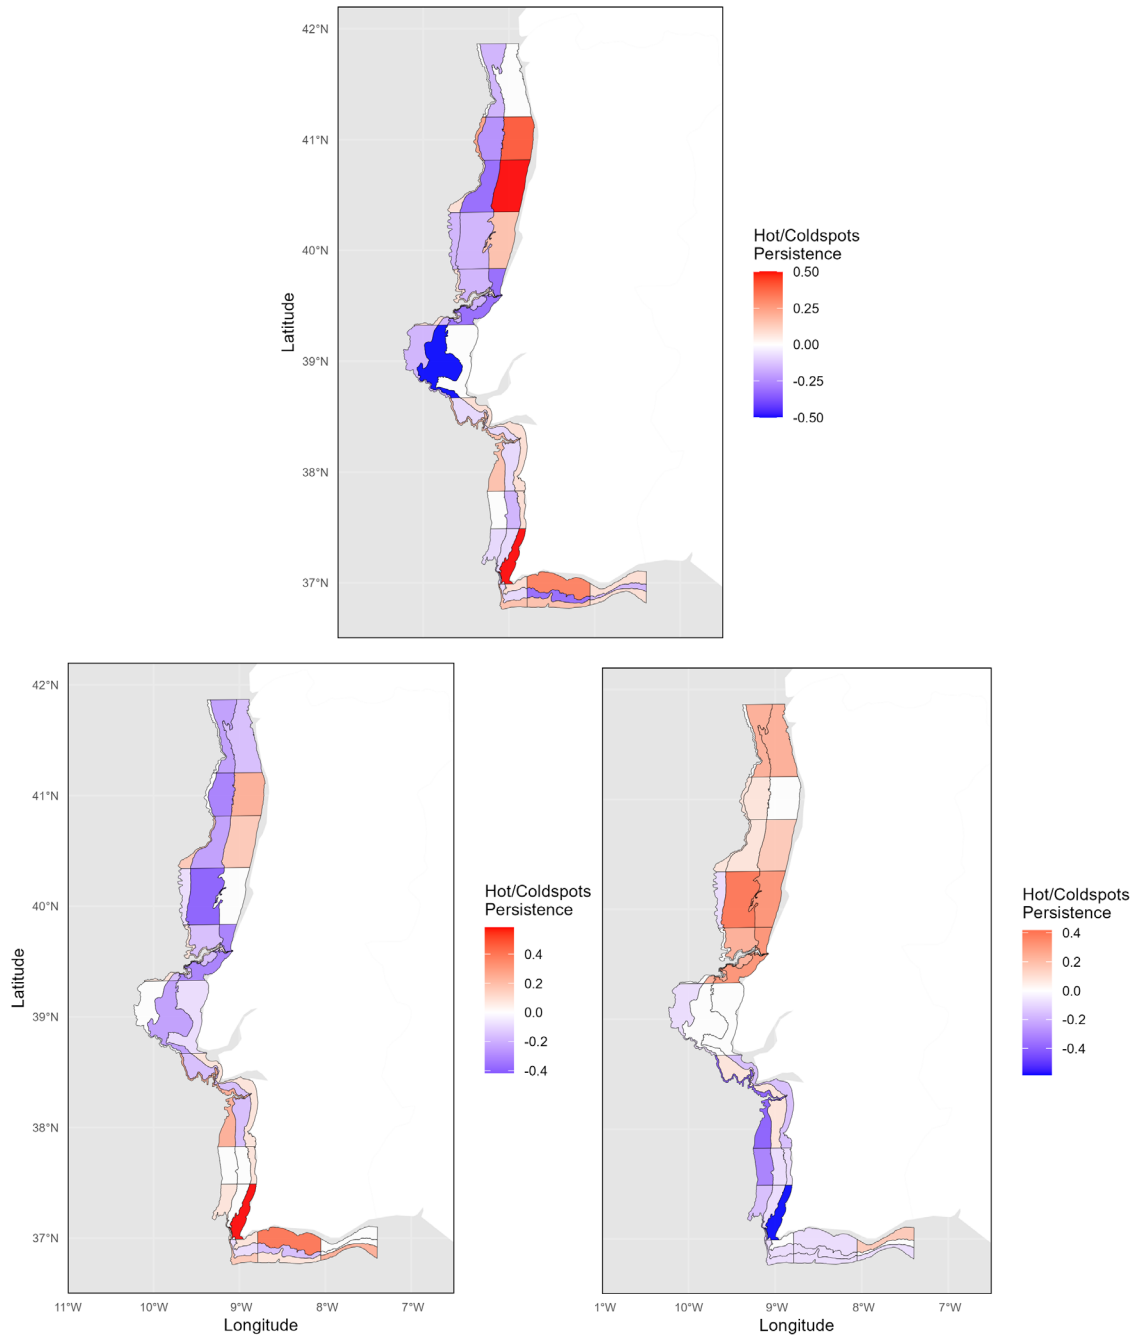 42°N
41°N
40°N
39°N
38°N
37°N
Latitude
Hot/Coldspots
Persistence
0.50
0.25
0.00
-0.25
-0.50
42°N
41°N
40°N
39°N
38°N
37°N
Latitude
11°W
10°W
9°W
8°W
7°W
Longitude
Hot/Coldspots
Persistence
0.4
0.2
0.0
-0.2
-0.4
1°W
10°W
9°W
8°W
7°W
Longitude
Hot/Coldspots
Persistence
0.4
0.2
0.0
-0.2
-0.4